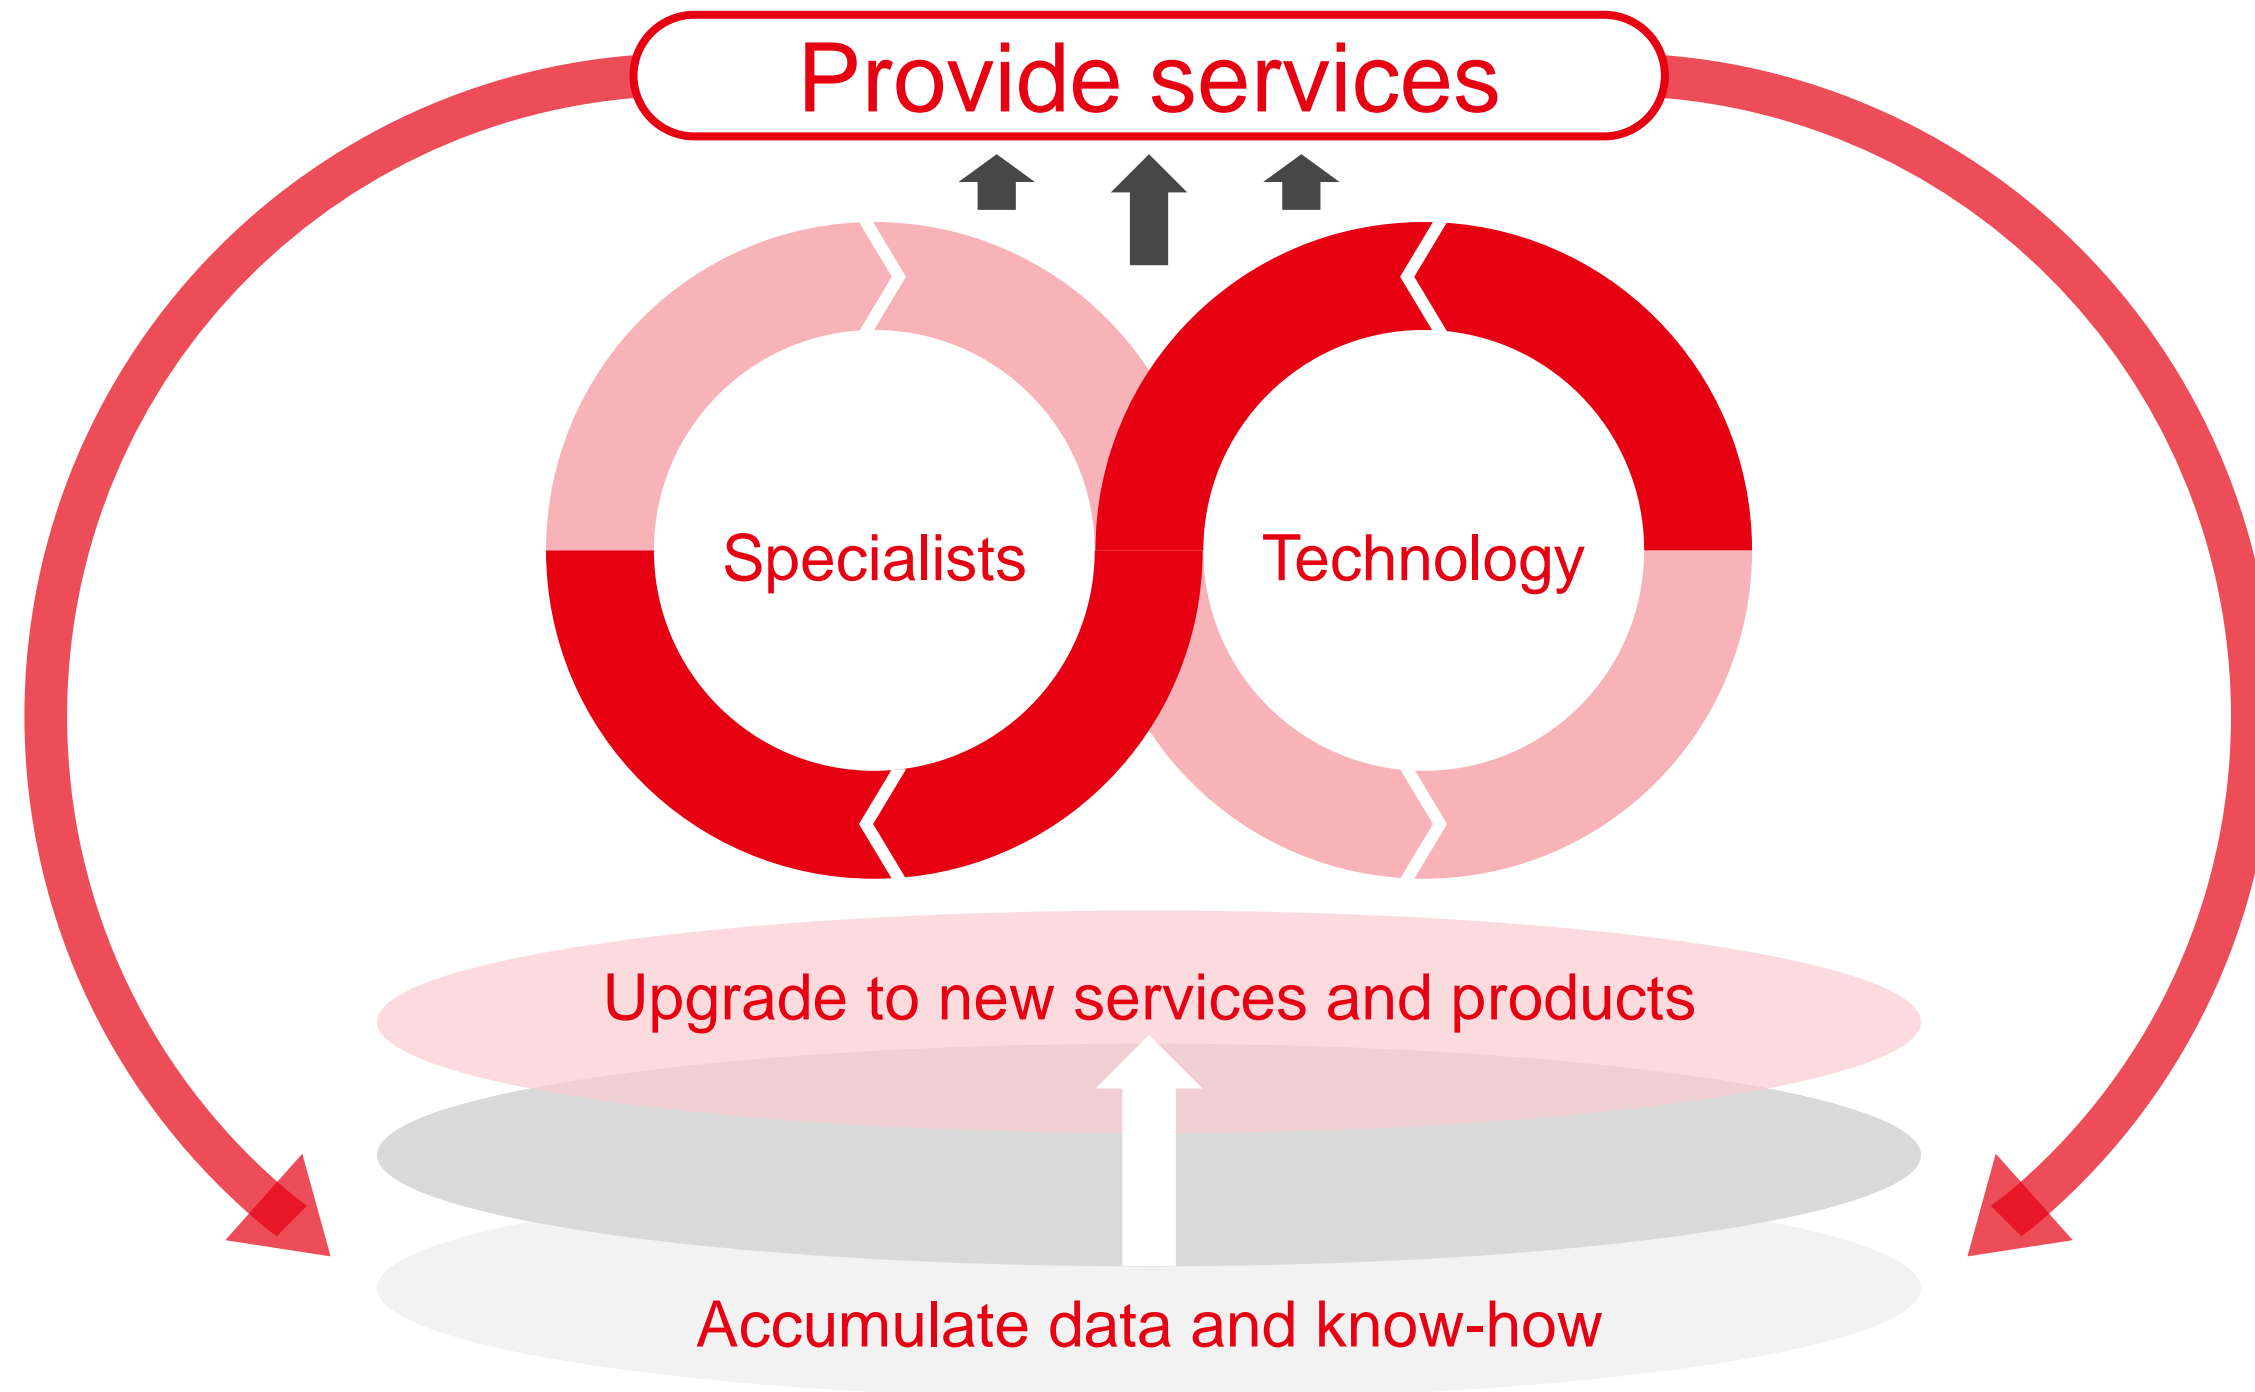 Provide services
Specialists
Technology
Upgrade to new services and products
Accumulate data and know-how